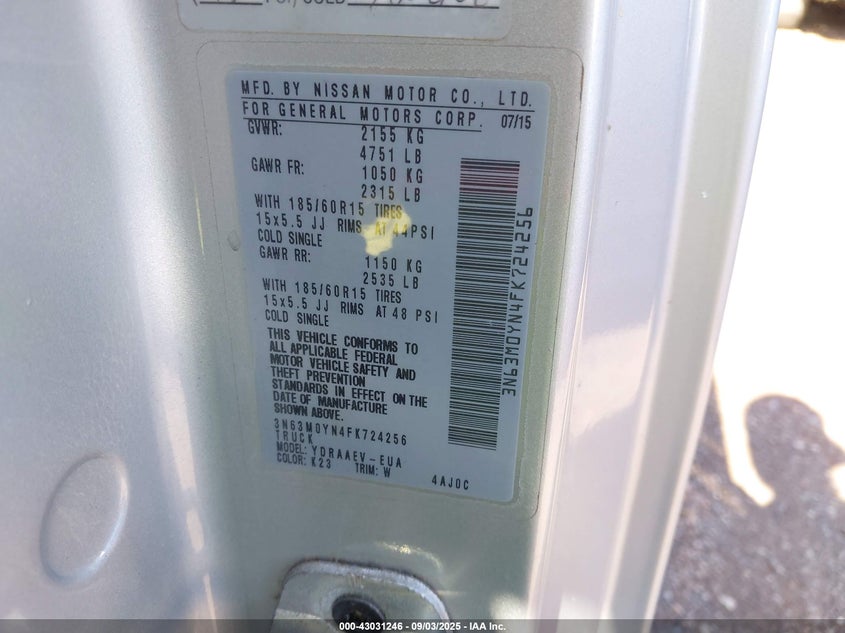 COLD
MFD. BY NISSAN MOTOR CO., LTD.
FOR GENERAL MOTORS CORP. 07/15
GVWR: 2155 KG
4751 LB
GAWR FR: 1050 KG
2315 LB
WITH 185/60R15 TIRES
15x5.5 JJ RIMS AT 44PSI
COLD SINGLE
GAWR RR: 1150 KG
2535 LB
WITH 185/60R15 TIRES
15x5.5 JJ RIMS AT 48 PSI
COLD SINGLE
THIS VEHICLE CONFORMS TO
ALL APPLICABLE FEDERAL
MOTOR VEHICLE SAFETY AND
THEFT PREVENTION
STANDARDS IN EFFECT ON THE
DATE OF MANUFACTURE
SHOWN ABOVE.
3N63M0YN4FK724256
TRUCK
MODEL: YDRAAEV-EUA
COLOR: K23 TRIM: W
4AJ0C
3N63M0YN4FK724256
000-43031246 - 09/03/2025 - IAA Inc.